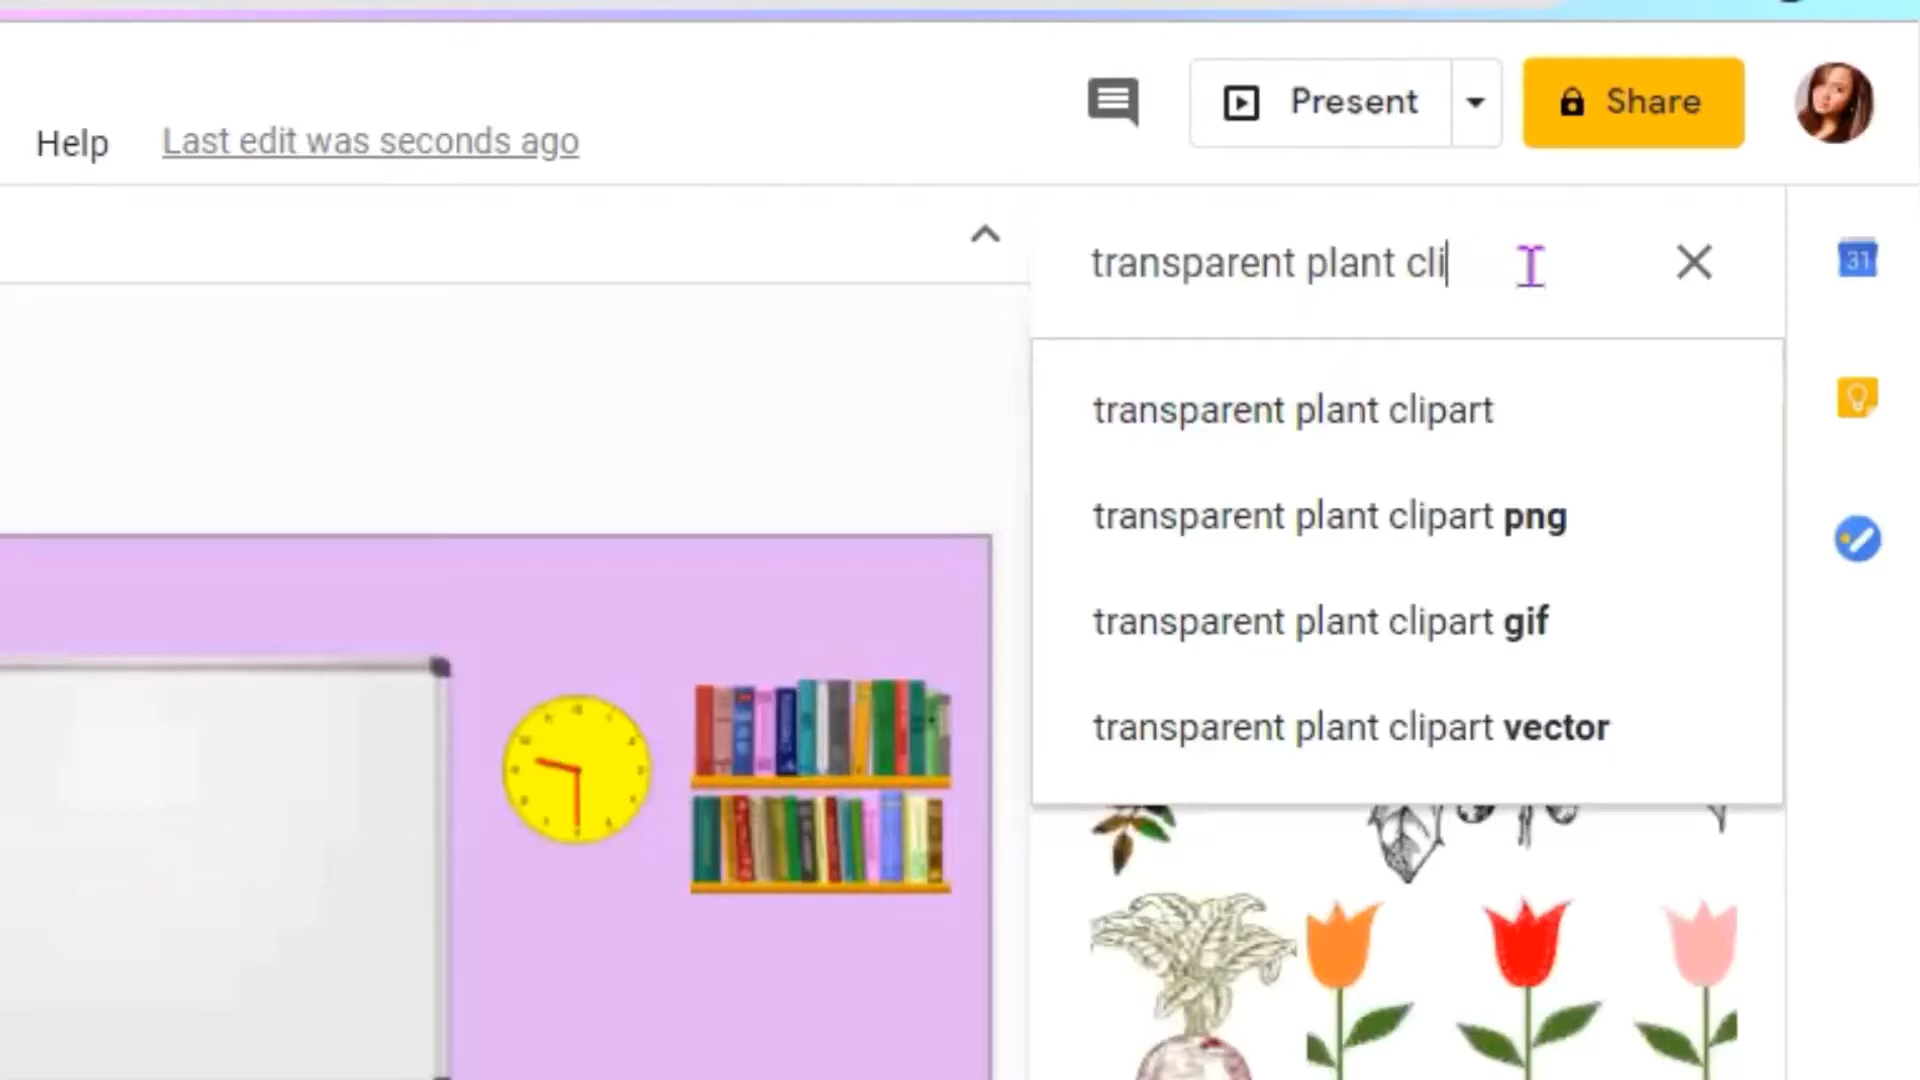 Present
Share
Help
Last edit was seconds ago
transparent plant cli
31
transparent plant clipart
transparent plant clipart png
transparent plant clipart gif
transparent plant clipart vector